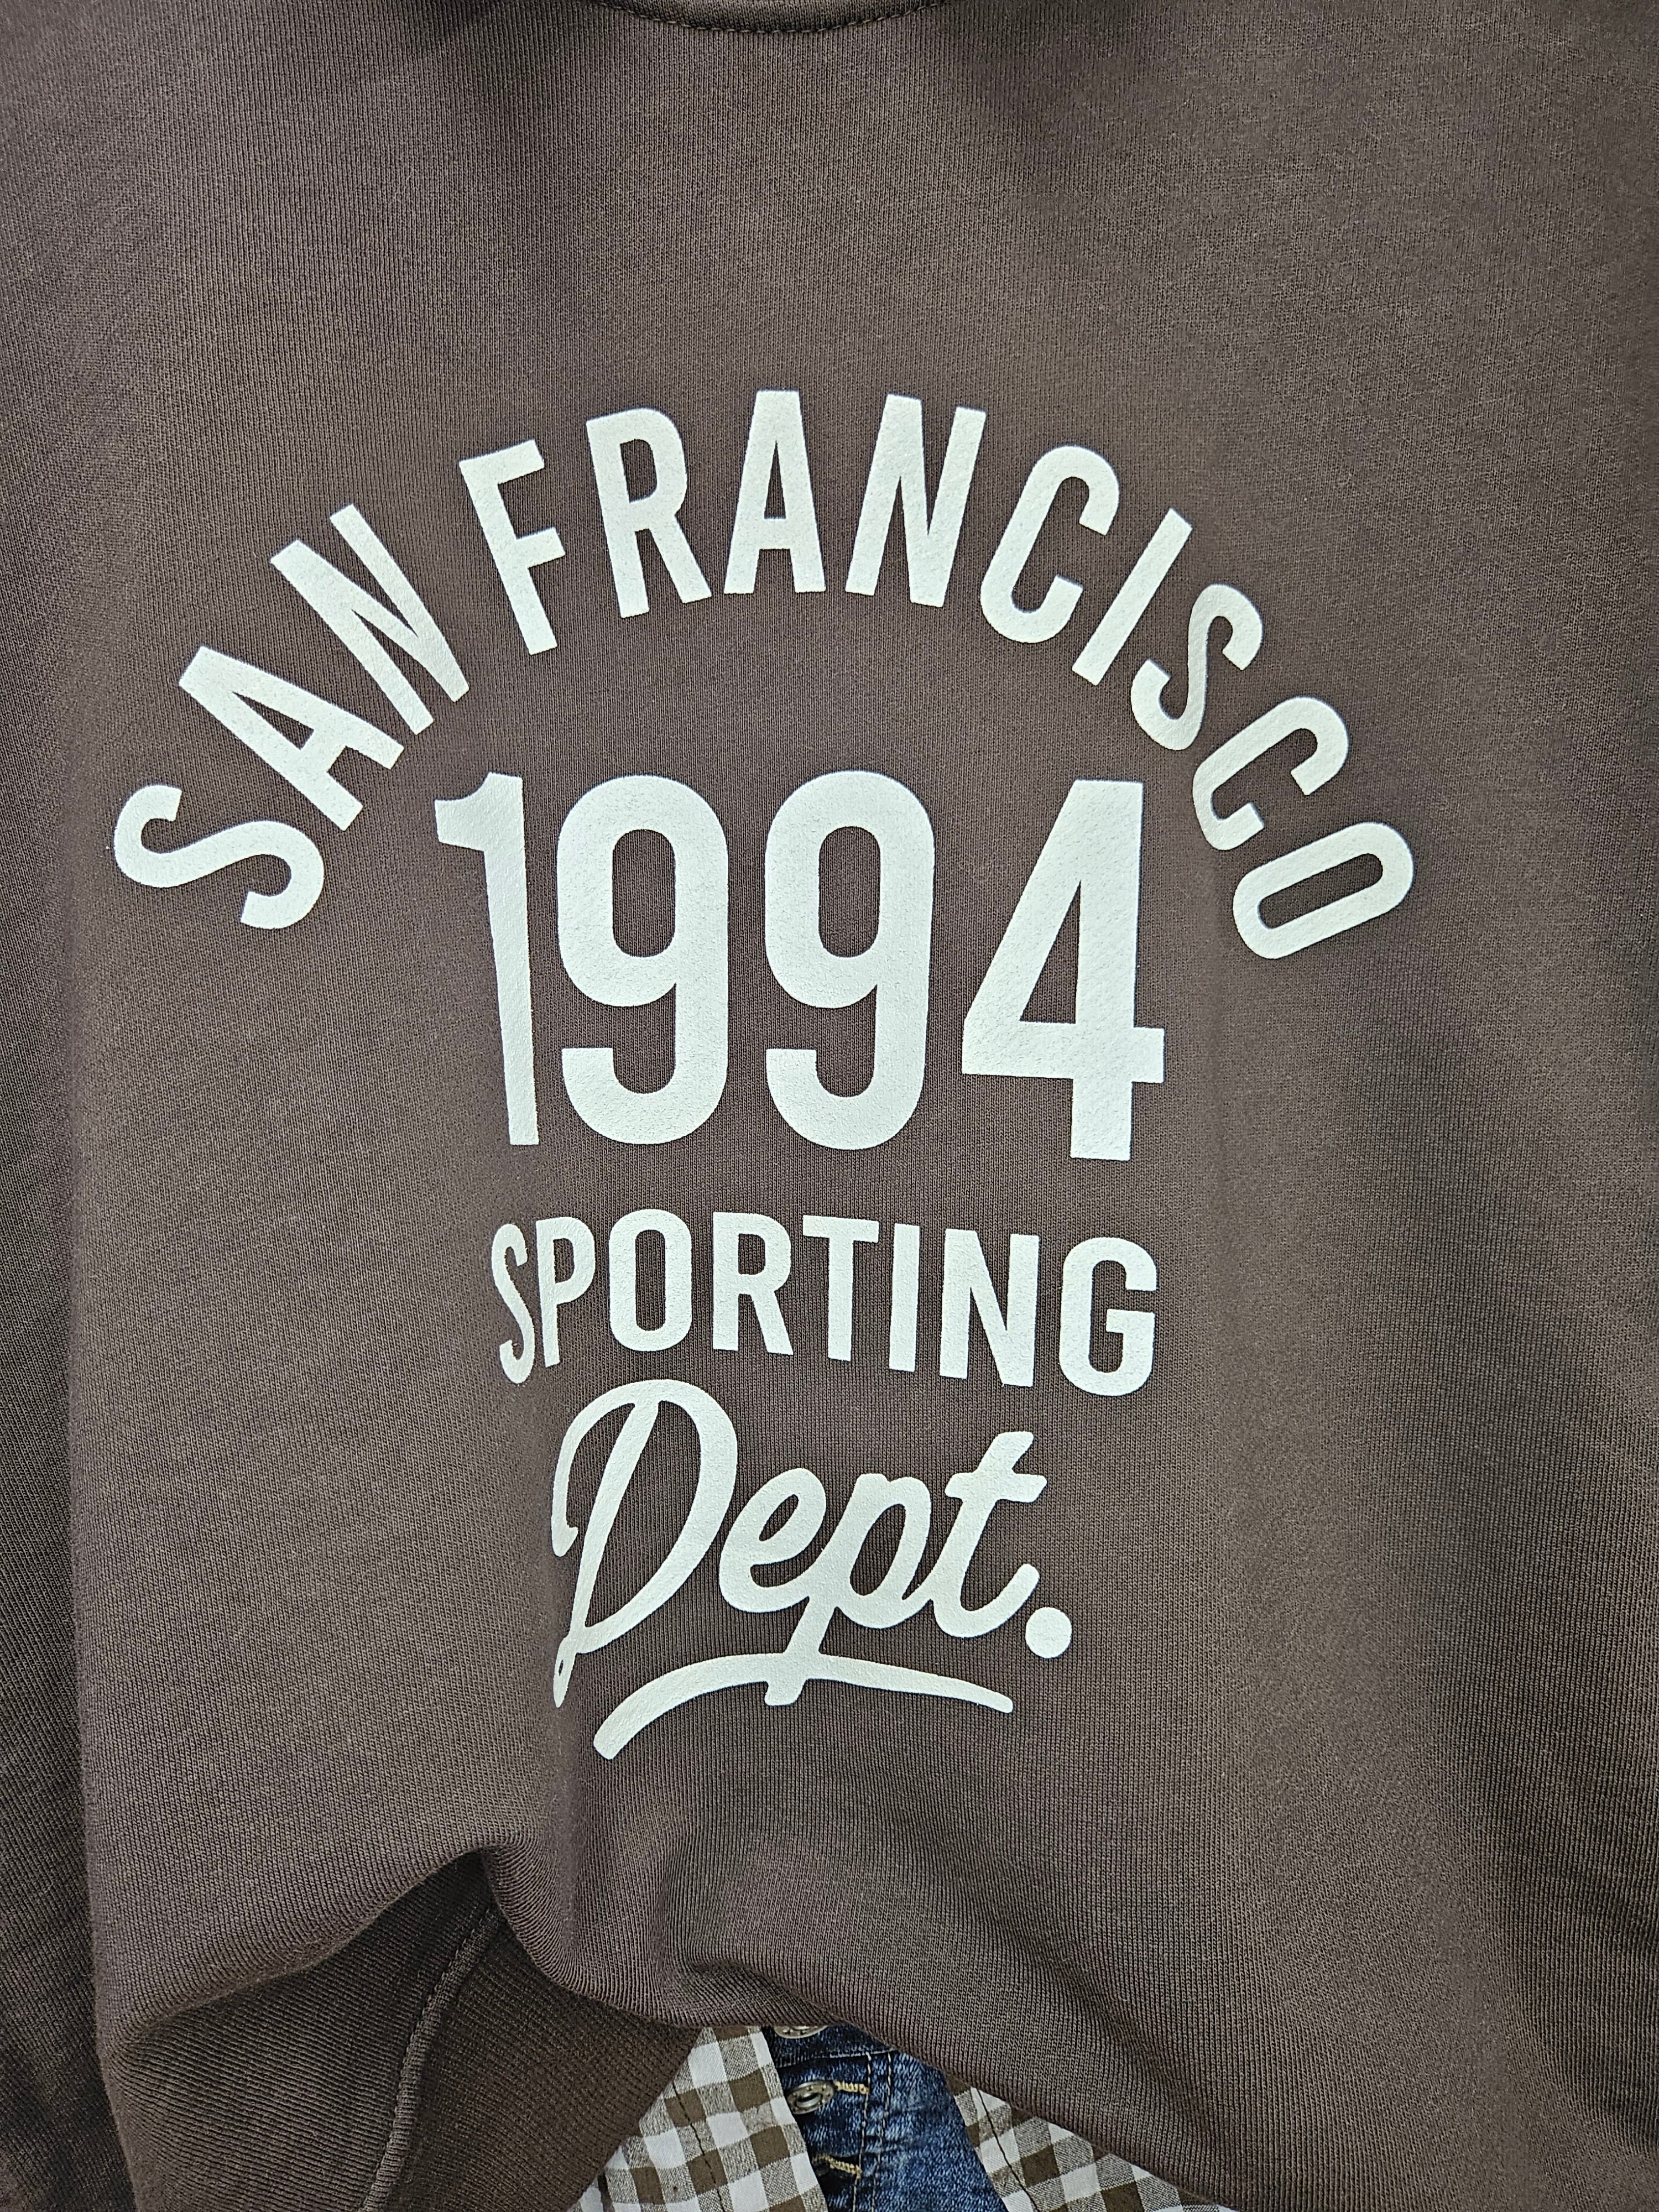 SAN FRANCISCO
1994
SPORTING
Dept.